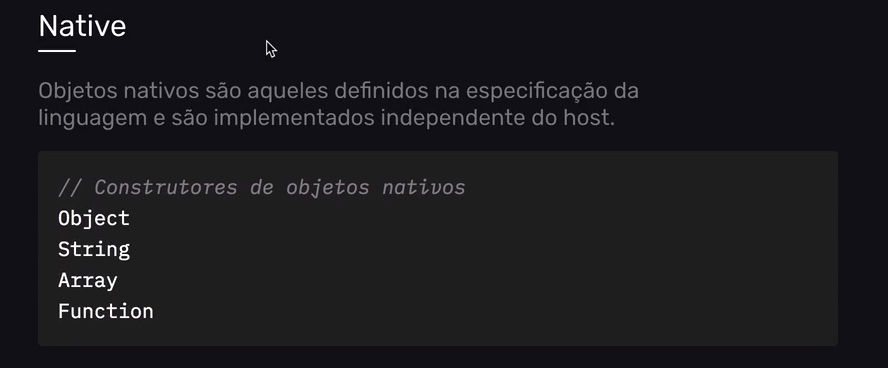 Native
Objetos nativos são aqueles definidos na especificação da
linguagem e são implementados independente do host.
// Construtores de objetos nativos
Object
String
Array
Function